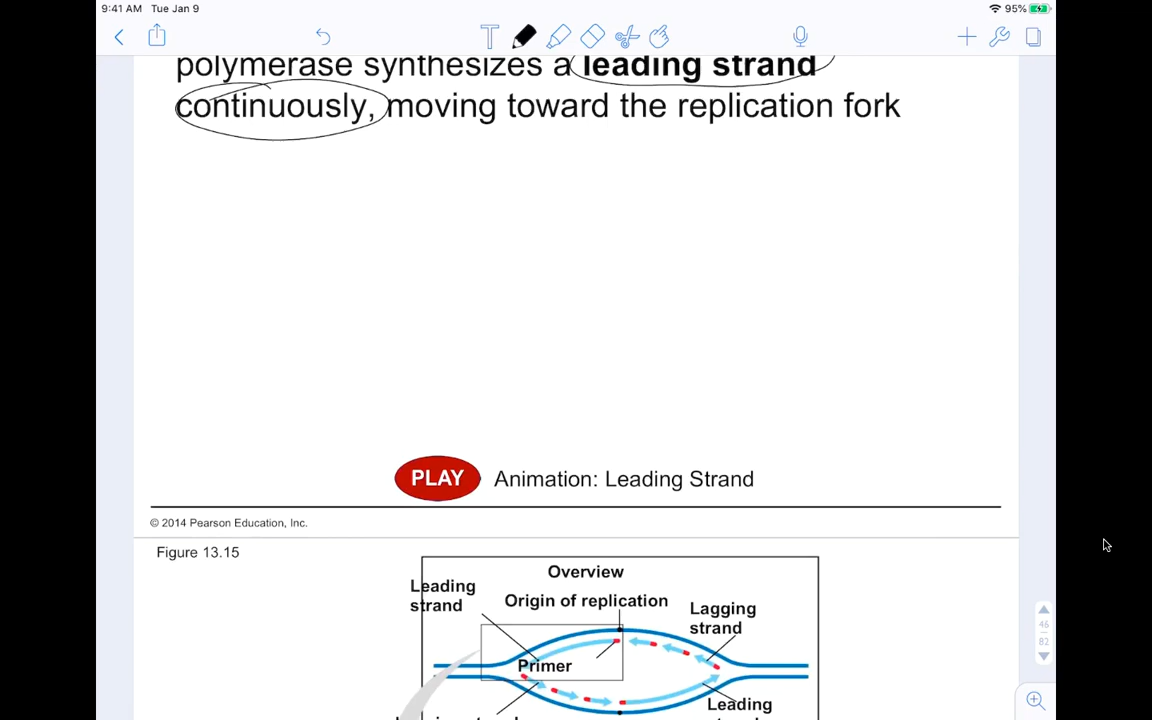 9:41 AM Tue Jan 9
95%
T
polymerase synthesizes a leading strand
continuously, moving toward the replication fork
PLAY Animation: Leading Strand
© 2014 Pearson Education, Inc.
Figure 13.15
Overview
Leading
strand
Origin of replication
Lagging
strand
Primer
Leading
46
82